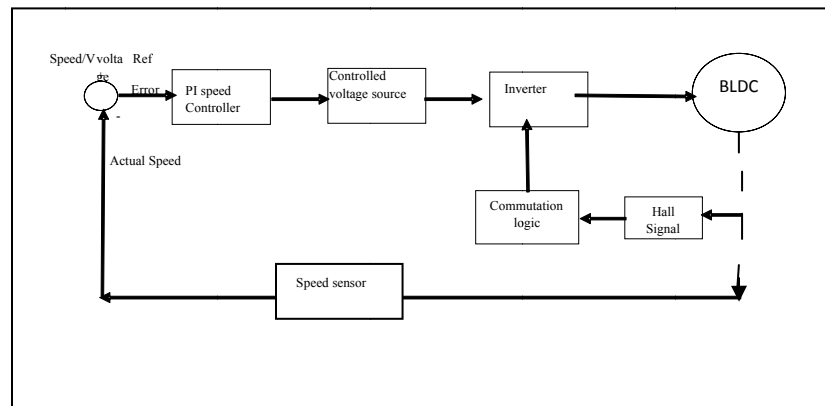 Speed/Vvolta Ref
Error
-
Actual Speed
PI speed
Controller
Controlled
voltage source
Inverter
BLDC
Commutation
logic
Hall
Signal
Speed sensor